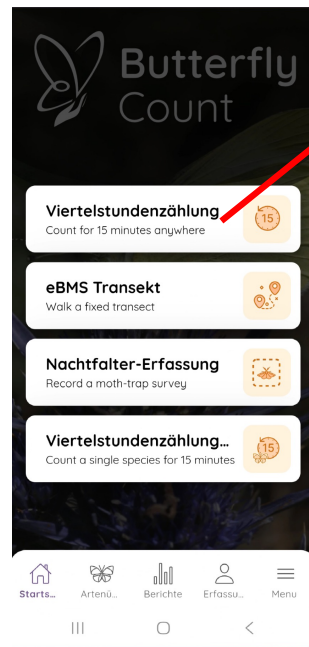 Butterfly
Count
Viertelstundenzählung
Count for 15 minutes anywhere
15
eBMS Transekt
Walk a fixed transect
Nachtfalter-Erfassung
Record a moth-trap survey
Viertelstundenzählung...
Count a single species for 15 minutes
15
Starts... Artenü... Berichte Erfassu... Menu